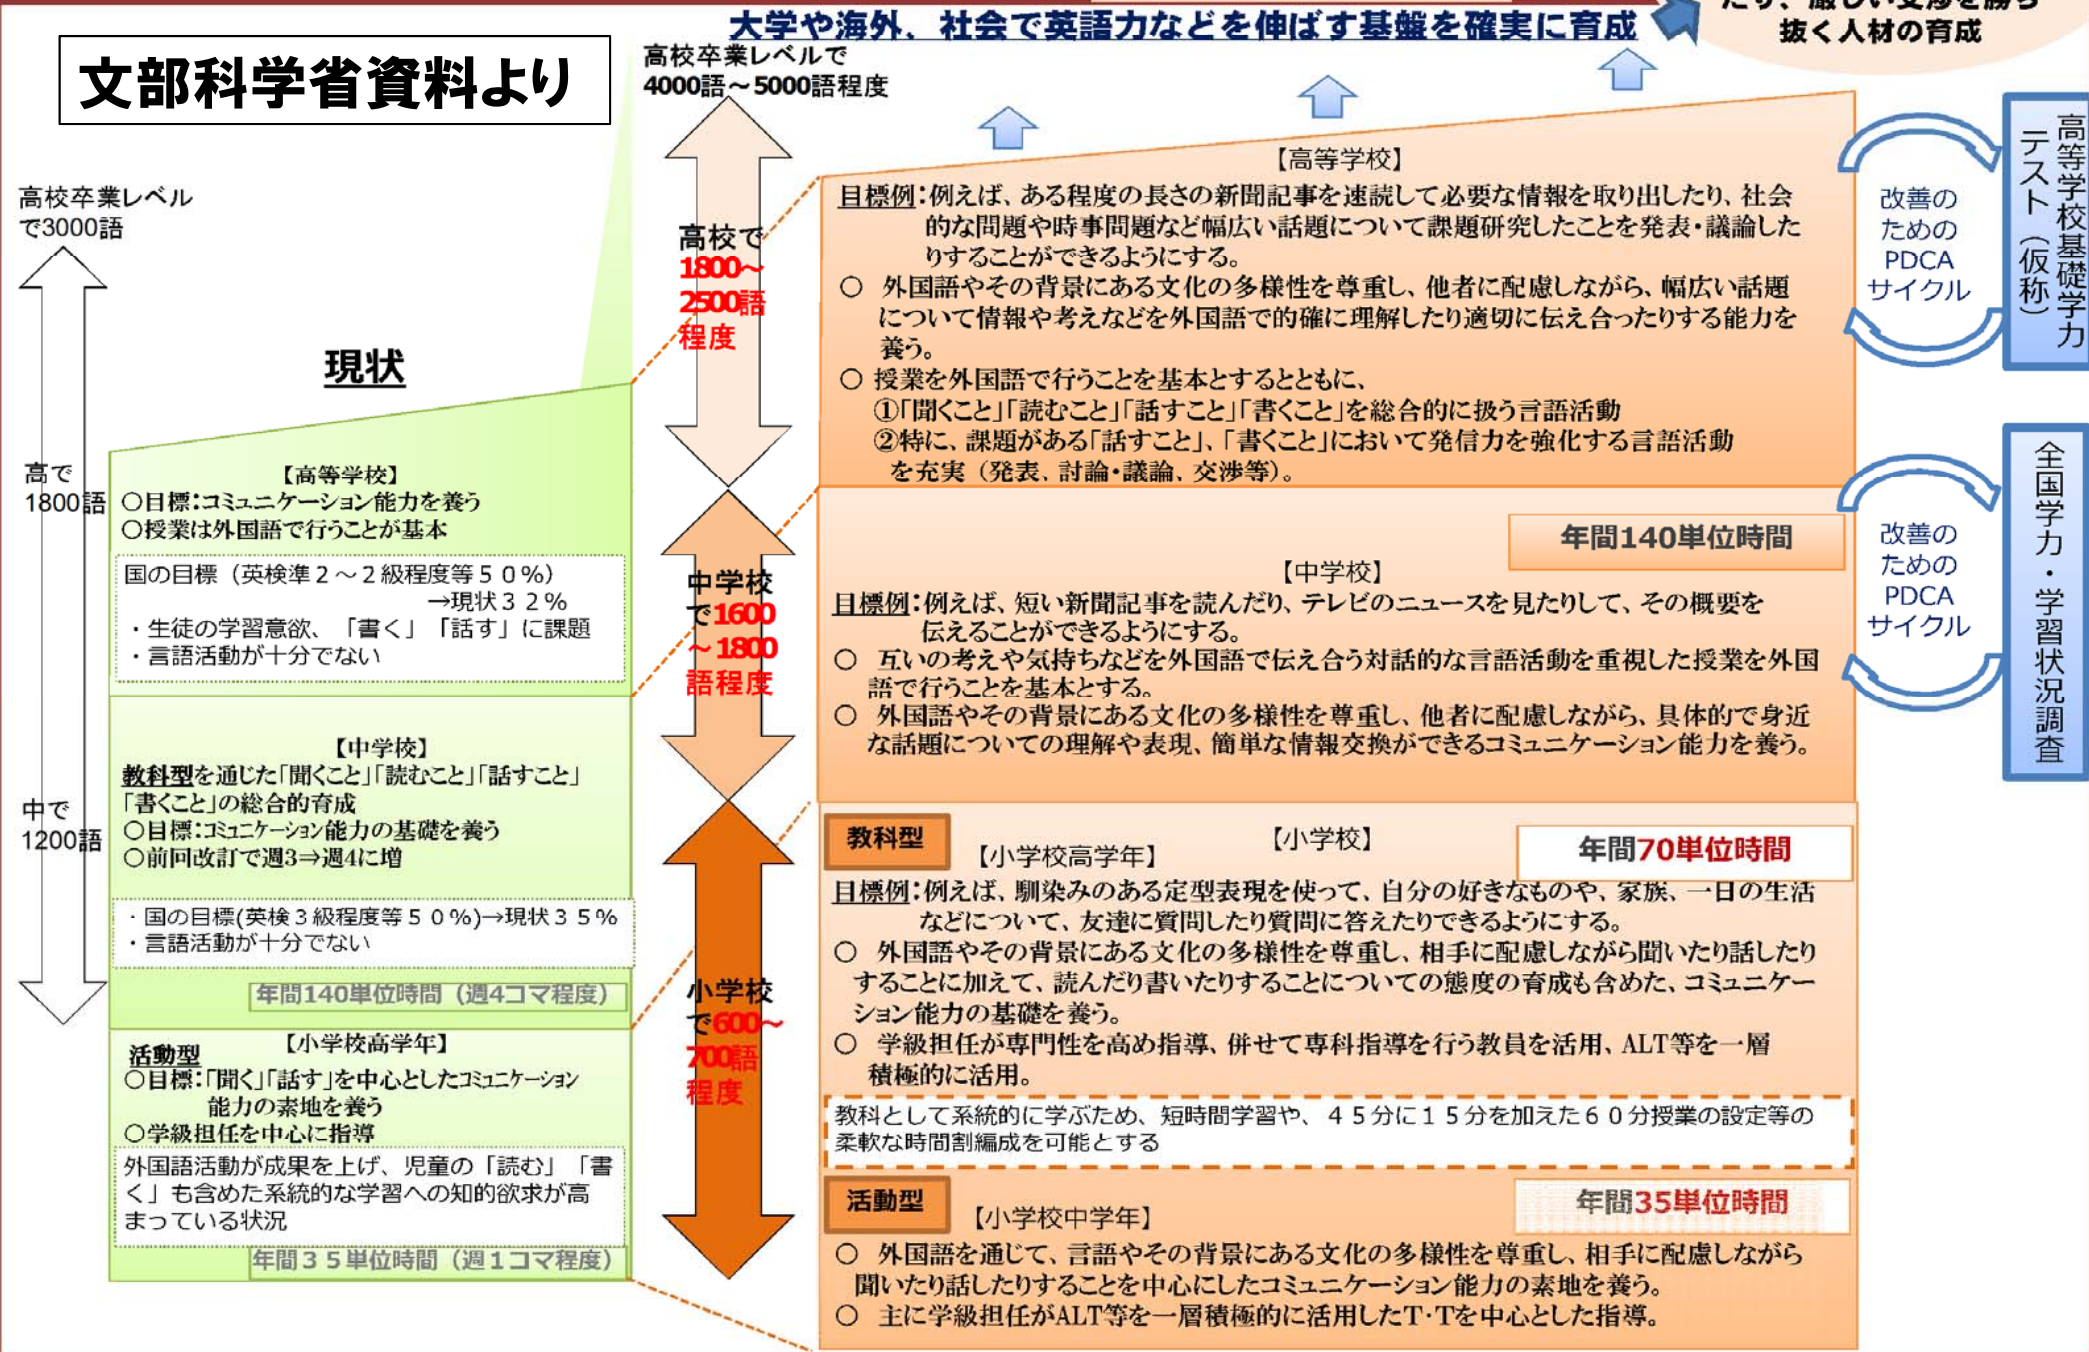 大学や海外、社会で英語力などを伸ばす基盤を確実に育成
抜く人材の育成
文部科学省資料より
高校卒業レベルで
4000語～5000語程度
高校卒業レベル
で3000語
高で
1800語
中で
1200語
現状
【高等学校】
○目標：コミュニケーション能力を養う
○授業は外国語で行うことが基本
国の目標（英検準２～２級程度等５０％）
→現状３２％
・生徒の学習意欲、「書く」「話す」に課題
・言語活動が十分でない
【中学校】
教科型を通じた「聞くこと」「読むこと」「話すこと」
「書くこと」の総合的育成
○目標：コミュニケーション能力の基礎を養う
○前回改訂で週3⇒週4に増
・国の目標(英検３級程度等５０％)→現状３５％
・言語活動が十分でない
年間140単位時間（週4コマ程度）
【小学校高学年】
活動型
○目標：「聞く」「話す」を中心としたコミュニケーション
能力の素地を養う
○学級担任を中心に指導
外国語活動が成果を上げ、児童の「読む」「書
く」も含めた系統的な学習への知的欲求が高
まっている状況
年間３５単位時間（週１コマ程度）
高校で
1800～
2500語
程度
中学校
で1600
～1800
語程度
小学校
で600～
700語
程度
【高等学校】
目標例：例えば、ある程度の長さの新聞記事を速読して必要な情報を取り出したり、社会
的な問題や時事問題など幅広い話題について課題研究したことを発表・議論した
りすることができるようにする。
○ 外国語やその背景にある文化の多様性を尊重し、他者に配慮しながら、幅広い話題
について情報や考えなどを外国語で的確に理解したり適切に伝え合ったりする能力を
養う。
○ 授業を外国語で行うことを基本とするとともに、
①「聞くこと」「読むこと」「話すこと」「書くこと」を総合的に扱う言語活動
②特に、課題がある「話すこと」、「書くこと」において発信力を強化する言語活動
を充実（発表、討論・議論、交渉等）。
年間140単位時間
【中学校】
目標例：例えば、短い新聞記事を読んだり、テレビのニュースを見たりして、その概要を
伝えることができるようにする。
○ 互いの考えや気持ちなどを外国語で伝え合う対話的な言語活動を重視した授業を外国
語で行うことを基本とする。
○ 外国語やその背景にある文化の多様性を尊重し、他者に配慮しながら、具体的で身近
な話題についての理解や表現、簡単な情報交換ができるコミュニケーション能力を養う。
教科型
【小学校】
【小学校高学年】
年間70単位時間
目標例：例えば、馴染みのある定型表現を使って、自分の好きなものや、家族、一日の生活
などについて、友達に質問したり質問に答えたりできるようにする。
○ 外国語やその背景にある文化の多様性を尊重し、相手に配慮しながら聞いたり話したり
することに加えて、読んだり書いたりすることについての態度の育成も含めた、コミュニケー
ション能力の基礎を養う。
○ 学級担任が専門性を高め指導、併せて専科指導を行う教員を活用、ALT等を一層
積極的に活用。
教科として系統的に学ぶため、短時間学習や、４５分に１５分を加えた６０分授業の設定等の
柔軟な時間割編成を可能とする
活動型
【小学校中学年】
年間35単位時間
○ 外国語を通じて、言語やその背景にある文化の多様性を尊重し、相手に配慮しながら
聞いたり話したりすることを中心にしたコミュニケーション能力の素地を養う。
○ 主に学級担任がALT等を一層積極的に活用したT・Tを中心とした指導。
改善の
ための
PDCA
サイクル
高等学校基礎学力
テスト（仮称）
改善の
ための
PDCA
サイクル
全国学力・学習状況調査